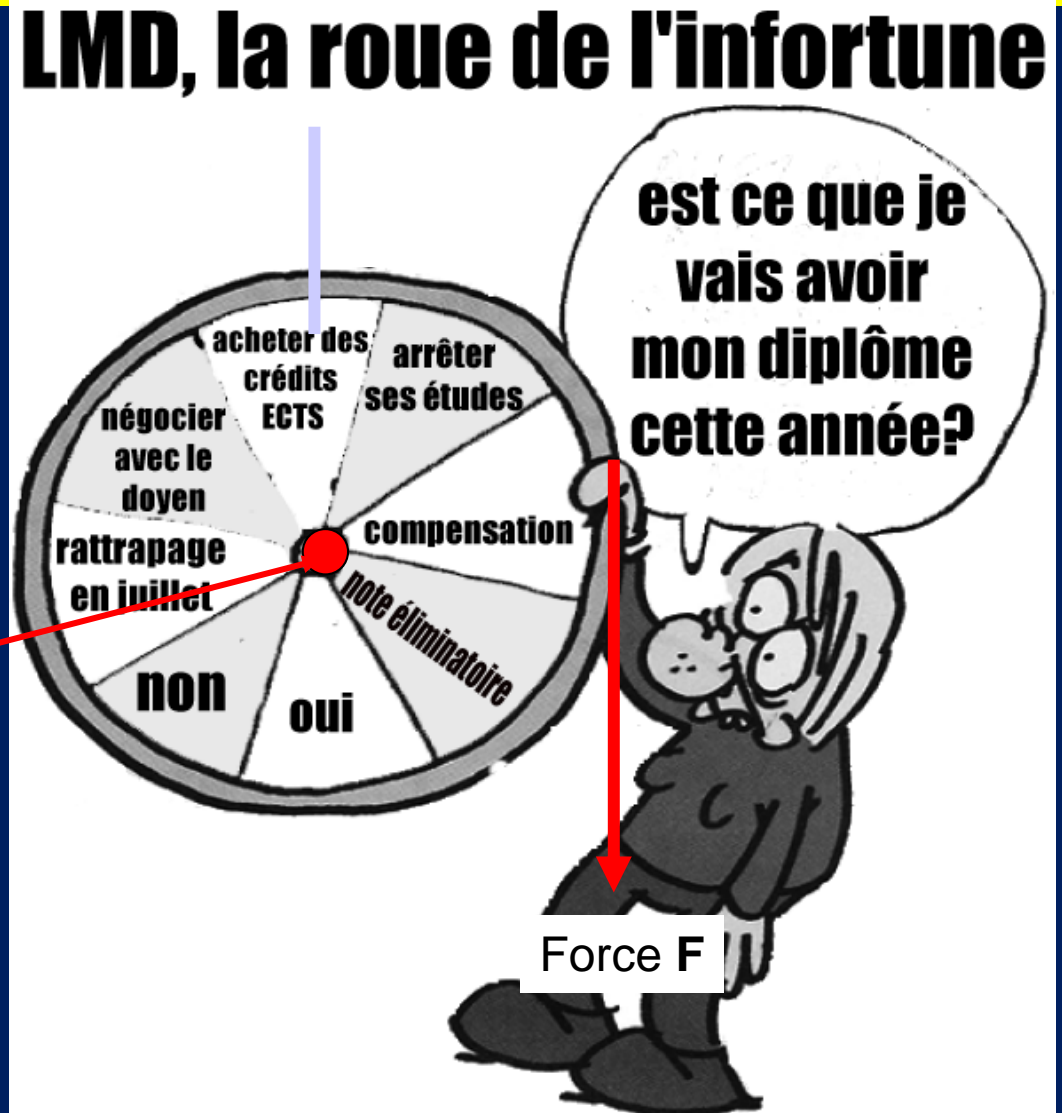 LMD, la roue de l'infortune
est ce que je
vais avoir
mon diplôme
cette année?
acheter des
crédits
ECTS
arrêter
ses études
négocier
avec le
doyen
compensation
rattrapage
en juillet
note éliminatoire
non
oui
Force F